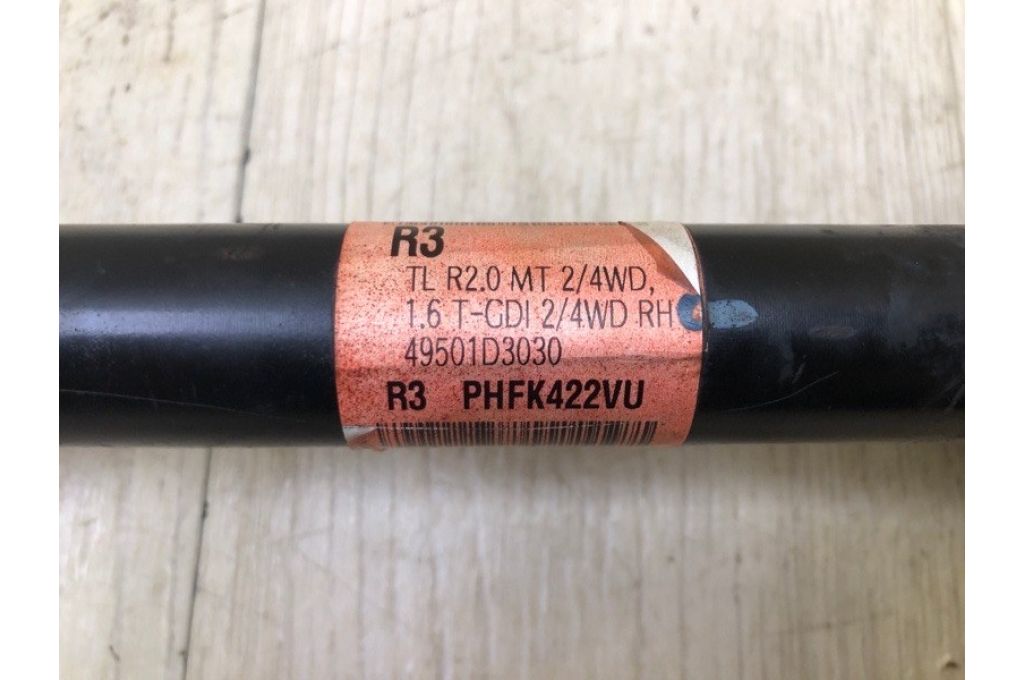 R3
TL R2.0 MT 2/4WD,
1.6 T-GDI 2/4WD RH
49501D3030
R3 PHFK422VU